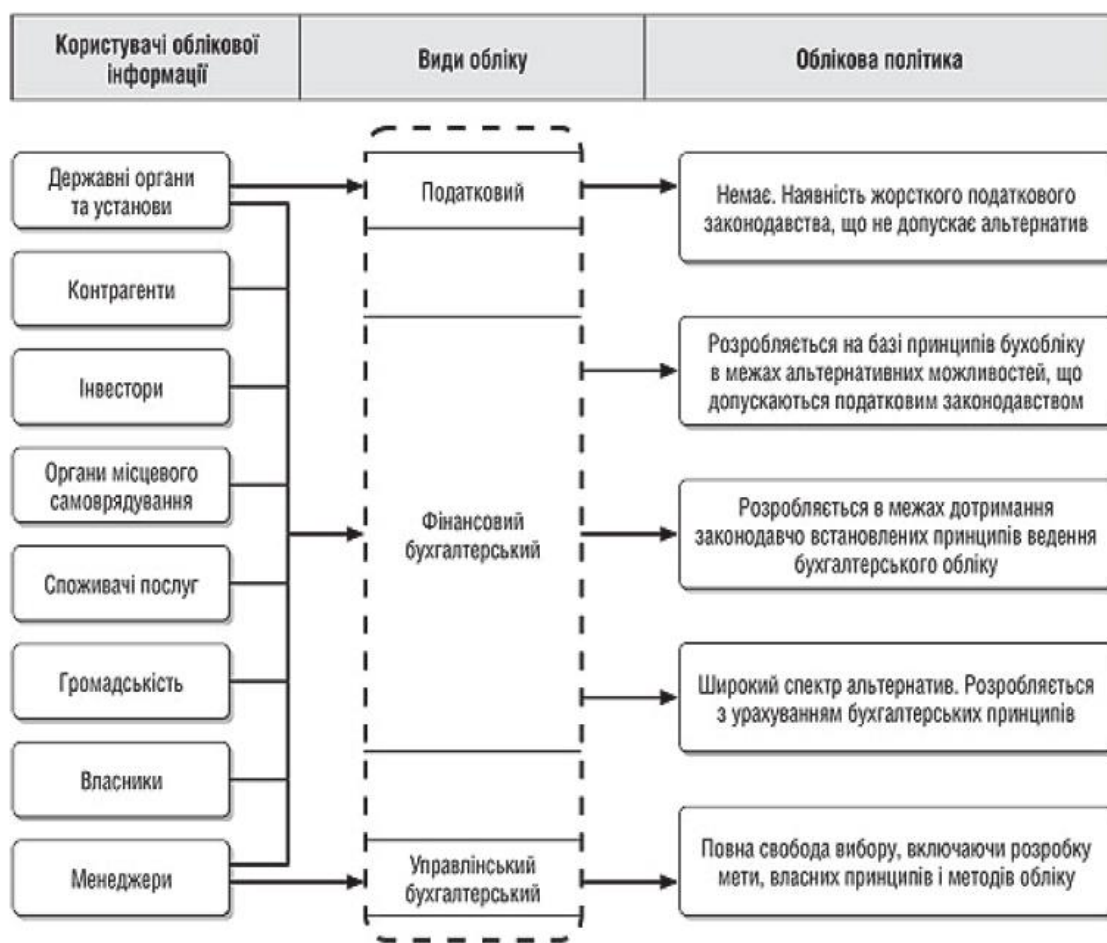 Користувачі облікової
інформації
Види обліку
Облікова політика
Державні органи
та установи
Контрагенти
Інвестори
Органи місцевого
самоврядування
Споживачі послуг
Громадськість
Власники
Менеджери
Податковий
Фінансовий
бухгалтерський
Управлінський
бухгалтерський
Немає. Наявність жорсткого податкового
законодавства, що не допускає альтернатив
Розробляється на базі принципів бухобліку
в межах альтернативних можливостей, що
допускаються податковим законодавством
Розробляється в межах дотримання
законодавчо встановлених принципів ведення
бухгалтерського обліку
Широкий спектр альтернатив. Розробляється
з урахуванням бухгалтерських принципів
Повна свобода вибору, включаючи розробку
мети, власних принципів і методів обліку